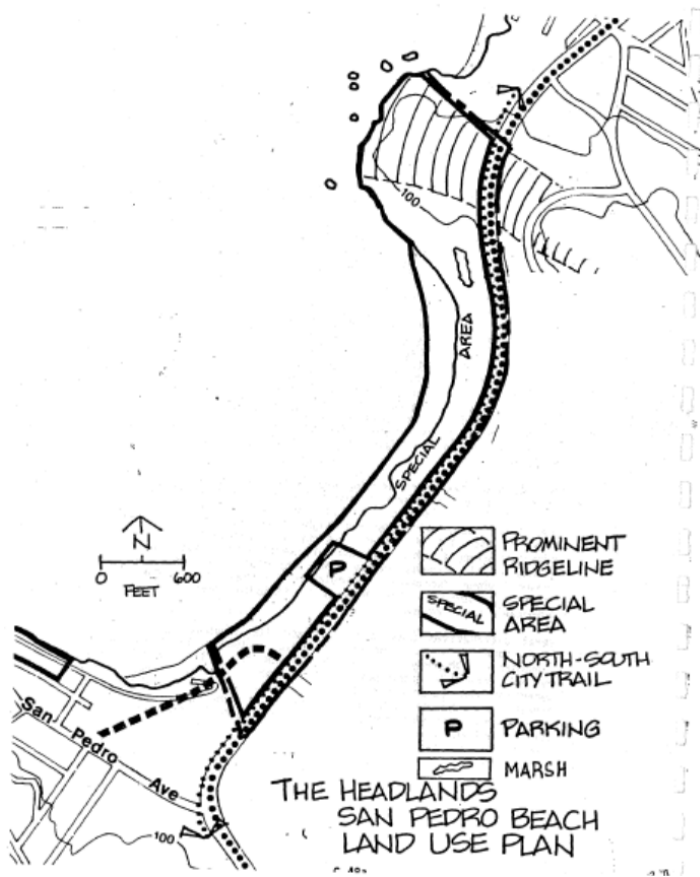 100
AREA
SPECIAL
N
0 600
FEET
P
PROMINENT
RIDGELINE
SPECIAL
SPECIAL
AREA
NORTH-SOUTH
CITY TRAIL
P
PARKING
MARSH
San Pedro Ave
100
THE HEADLANDS
SAN PEDRO BEACH
LAND USE PLAN